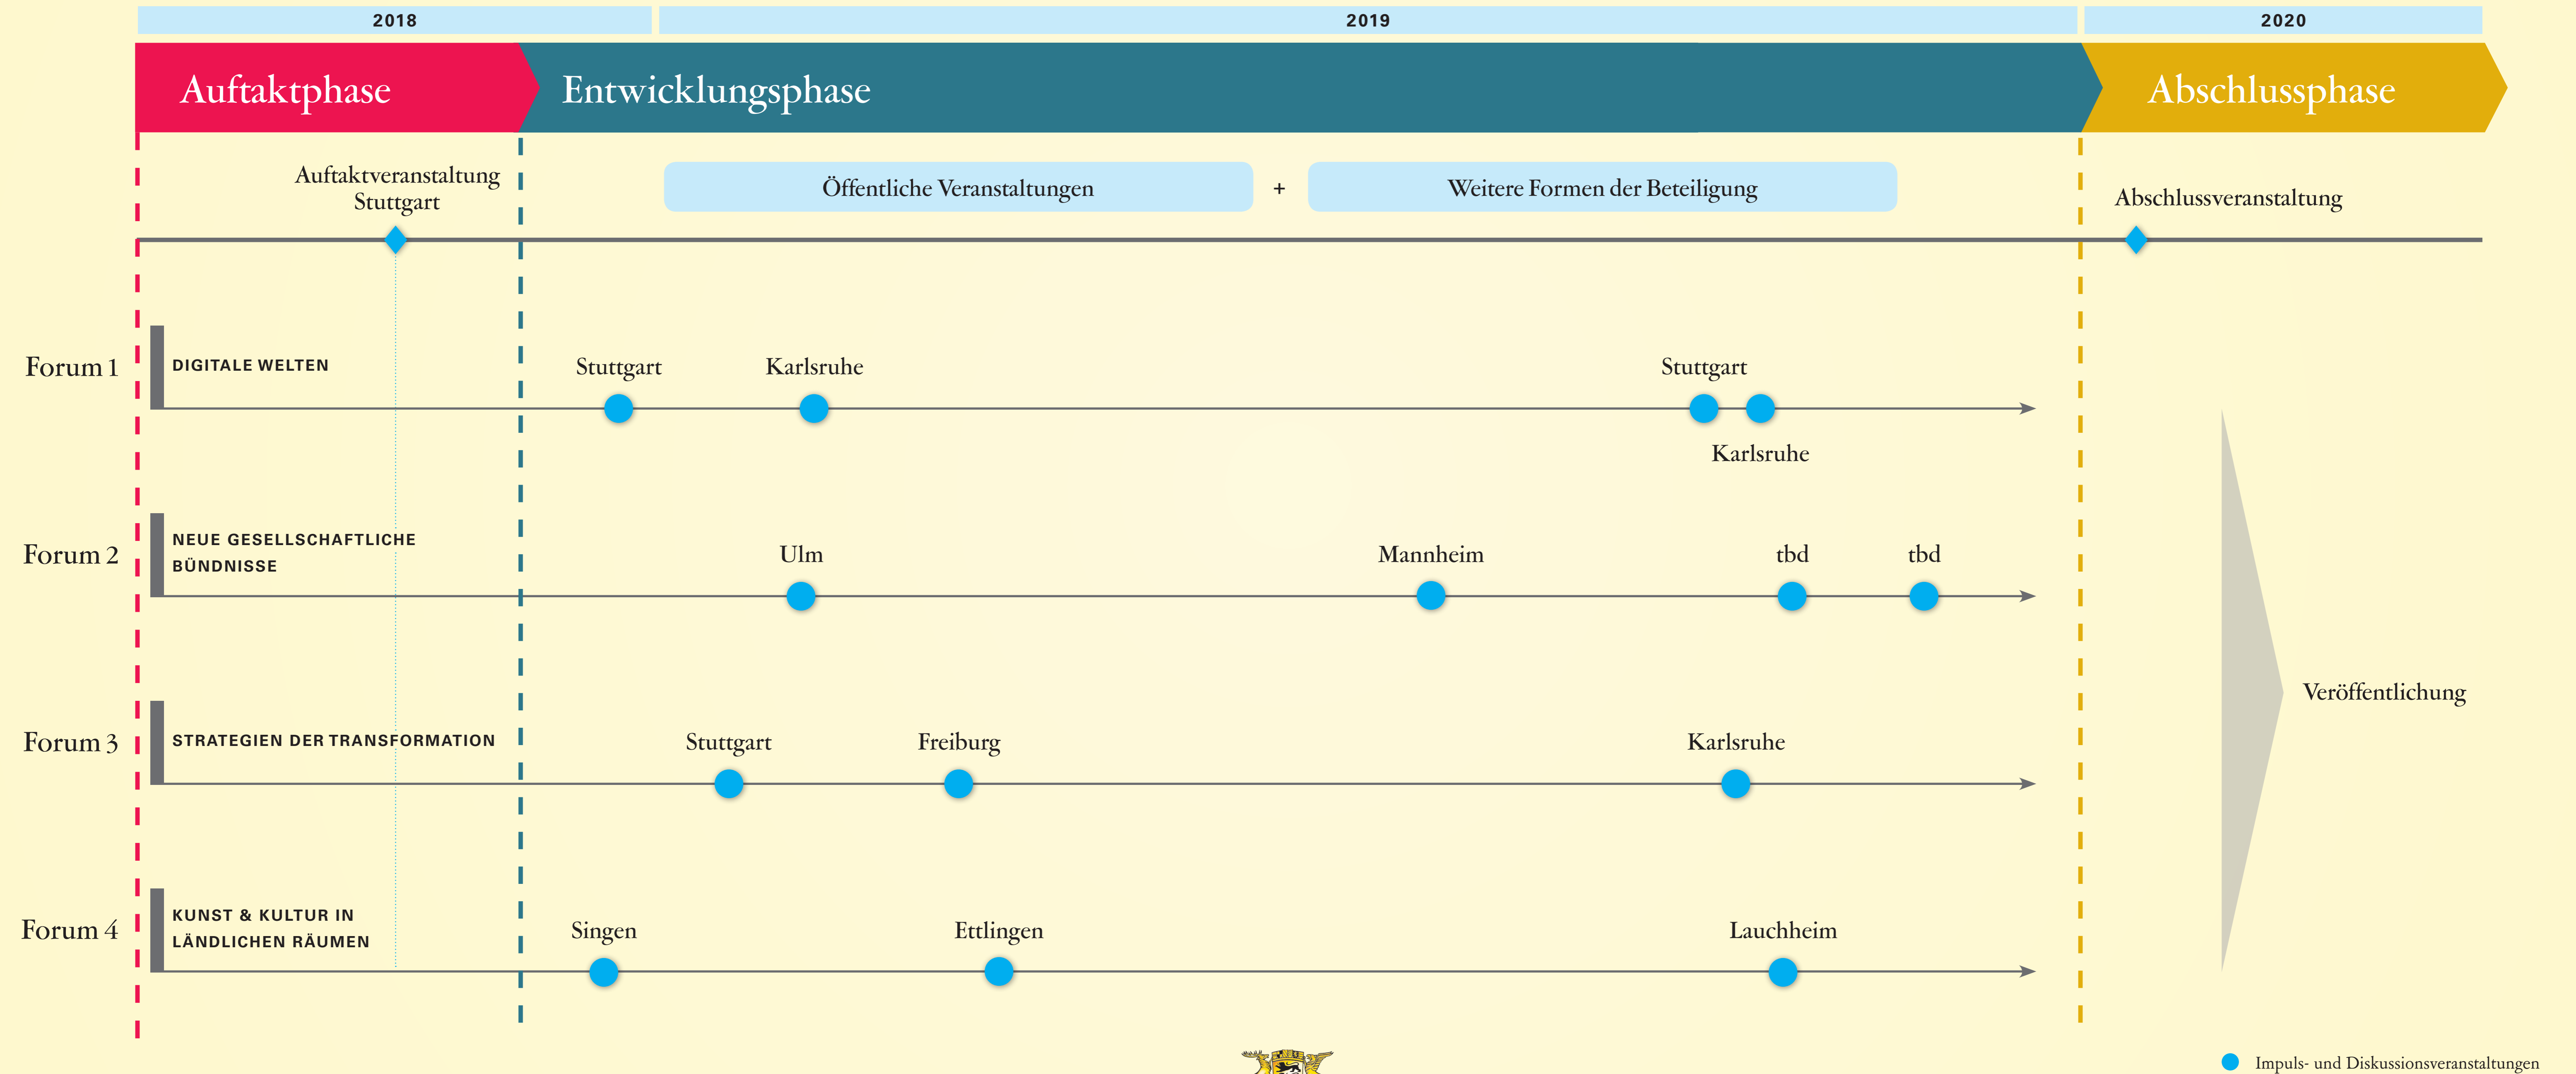 2018
2019
2020
Auftaktphase
Entwicklungsphase
Abschlussphase
Auftaktveranstaltung
Stuttgart
Öffentliche Veranstaltungen
+
Weitere Formen der Beteiligung
Abschlussveranstaltung
Forum 1
DIGITALE WELTEN
Stuttgart
Karlsruhe
Stuttgart
Karlsruhe
Forum 2
NEUE GESELLSCHAFTLICHE
BÜNDNISSE
Ulm
Mannheim
tbd
tbd
Forum 3
STRATEGIEN DER TRANSFORMATION
Stuttgart
Freiburg
Karlsruhe
Veröffentlichung
Forum 4
KUNST & KULTUR IN
LÄNDLICHEN RÄUMEN
Singen
Ettlingen
Lauchheim
Impuls- und Diskussionsveranstaltungen